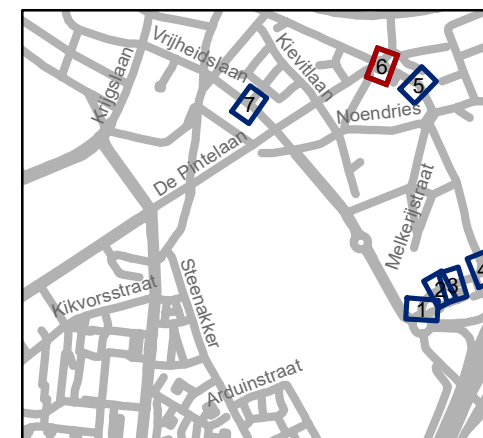 Vrijheidslaan
Kievitlaan
6
5
Krijgslaan
7
Noendries
De Pintelaan
Melkerijstraat
4
2
3
1
Kikvorsstraat
Steenakker
Arduinstraat